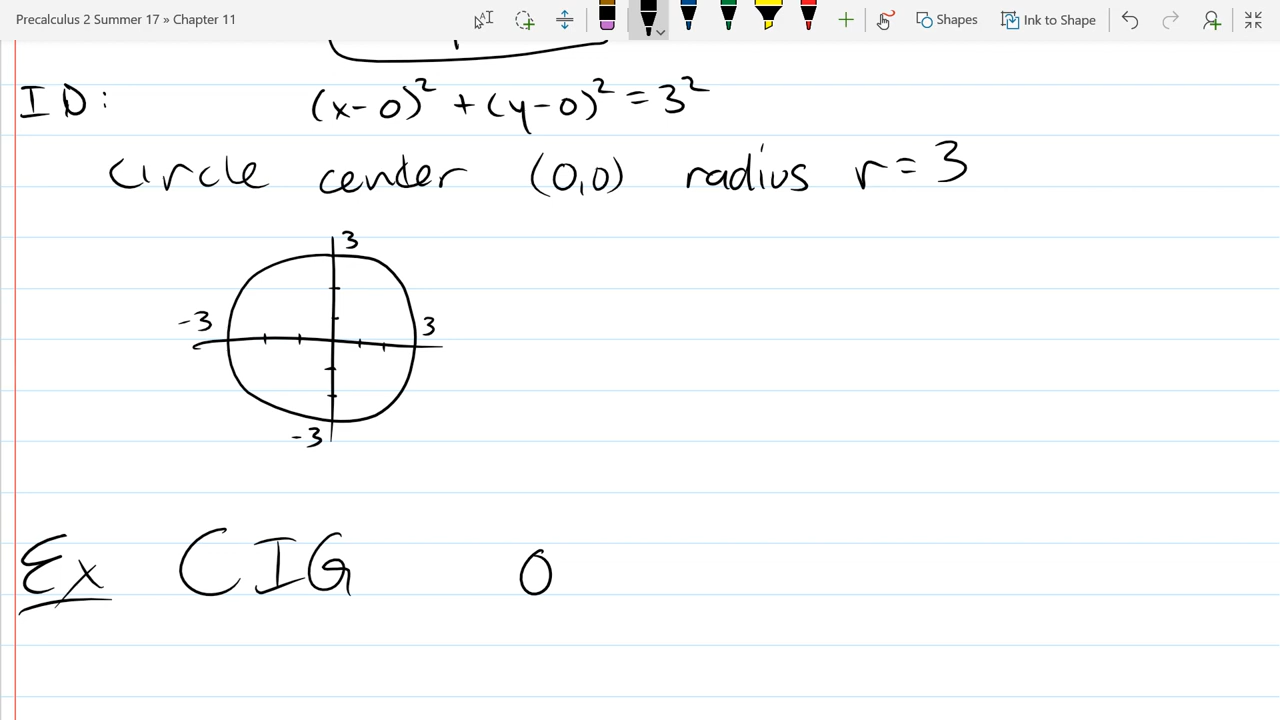 Precalculus 2 Summer 17 » Chapter 11
Shapes Ink to Shape
ID: (x-0)² + (y-0)² = 3²
Circle center (0,0) radius r = 3
3
-3 3
-3
Ex CIG 0